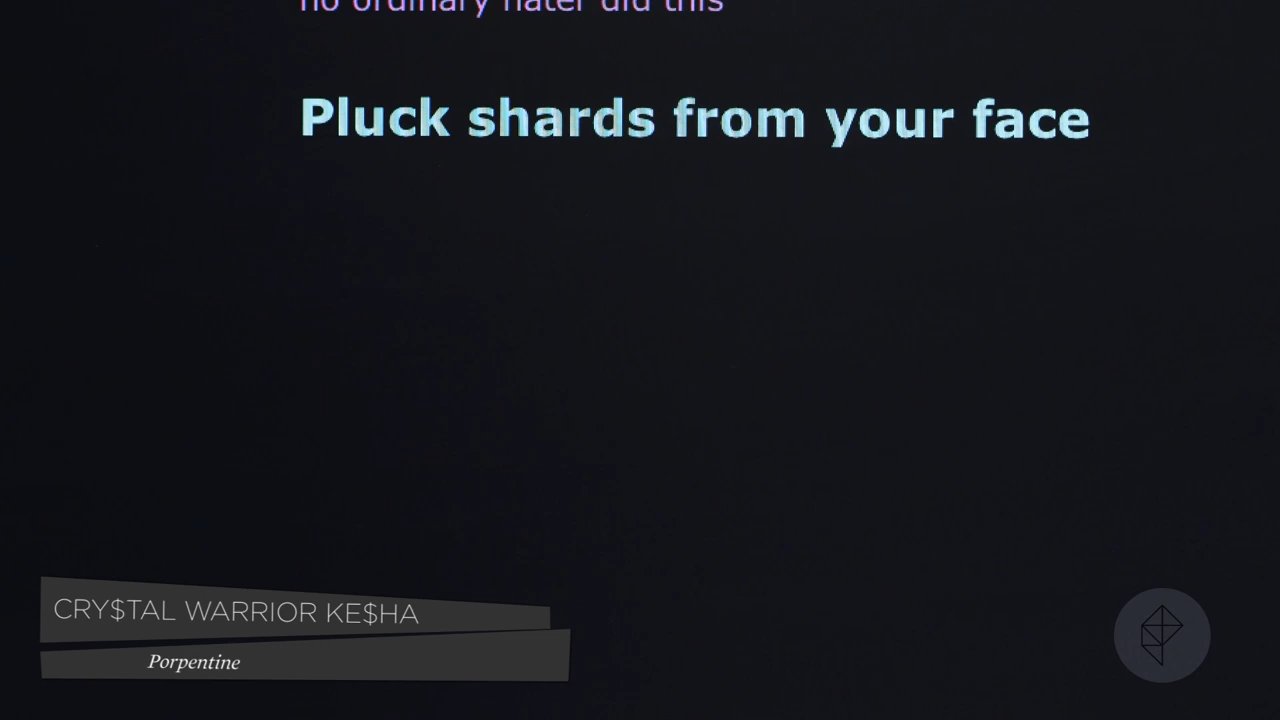 no ordinary hater did this
Pluck shards from your face
CRY$TAL WARRIOR KE$HA
Porpentine